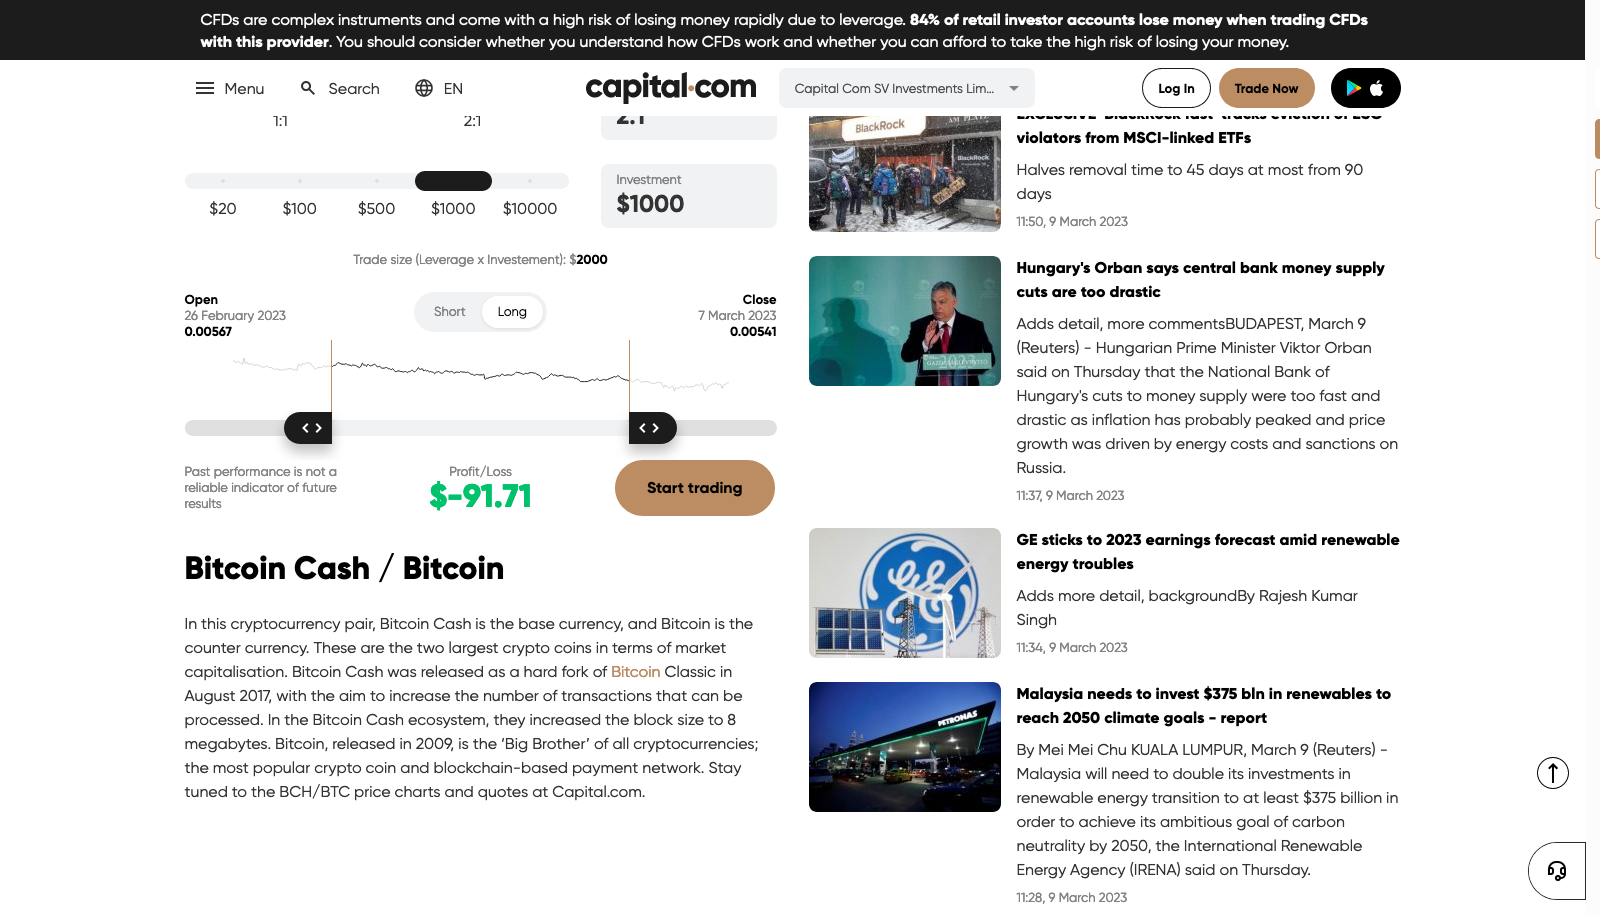 CFDs are complex instruments and come with a high risk of losing money rapidly due to leverage. 84% of retail investor accounts lose money when trading CFDs
with this provider. You should consider whether you understand how CFDs work and whether you can afford to take the high risk of losing your money.
Menu
Search
EN
capital.com
Capital Com SV Investments Lim...
Log In
Trade Now
1:1
2:1
2:1
$20
$100
$500
$1000
$10000
Investment
$1000
Trade size (Leverage x Investement): $2000
Open
26 February 2023
0.00567
Short
Long
Close
7 March 2023
0.00541
Past performance is not a
reliable indicator of future
results
Profit/Loss
$-91.71
Start trading
Bitcoin Cash / Bitcoin
In this cryptocurrency pair, Bitcoin Cash is the base currency, and Bitcoin is the
counter currency. These are the two largest crypto coins in terms of market
capitalisation. Bitcoin Cash was released as a hard fork of Bitcoin Classic in
August 2017, with the aim to increase the number of transactions that can be
processed. In the Bitcoin Cash ecosystem, they increased the block size to 8
megabytes. Bitcoin, released in 2009, is the ‘Big Brother’ of all cryptocurrencies;
the most popular crypto coin and blockchain-based payment network. Stay
tuned to the BCH/BTC price charts and quotes at Capital.com.
BlackRock
BlackRock
EXCLUSIVE-BlackRock fast-tracks eviction of ESG
violators from MSCI-linked ETFs
Halves removal time to 45 days at most from 90
days
11:50, 9 March 2023
2023
Hungary's Orban says central bank money supply
cuts are too drastic
Adds detail, more commentsBUDAPEST, March 9
(Reuters) - Hungarian Prime Minister Viktor Orban
said on Thursday that the National Bank of
Hungary's cuts to money supply were too fast and
drastic as inflation has probably peaked and price
growth was driven by energy costs and sanctions on
Russia.
11:37, 9 March 2023
GE sticks to 2023 earnings forecast amid renewable
energy troubles
Adds more detail, backgroundBy Rajesh Kumar
Singh
11:34, 9 March 2023
PETRONAS
Malaysia needs to invest $375 bln in renewables to
reach 2050 climate goals - report
By Mei Mei Chu KUALA LUMPUR, March 9 (Reuters) -
Malaysia will need to double its investments in
renewable energy transition to at least $375 billion in
order to achieve its ambitious goal of carbon
neutrality by 2050, the International Renewable
Energy Agency (IRENA) said on Thursday.
11:28, 9 March 2023